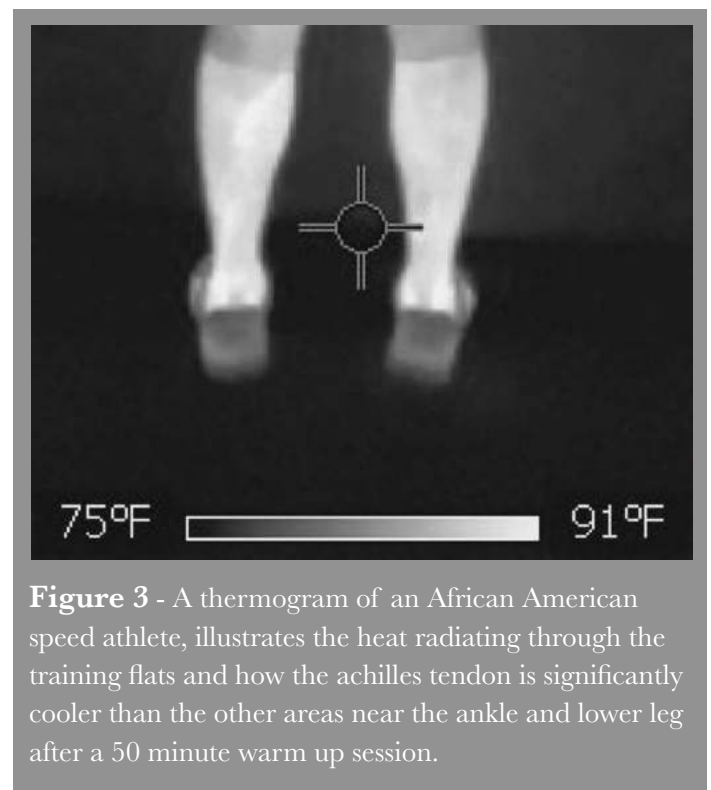 75ºF 91ºF
Figure 3 - A thermogram of an African American
speed athlete, illustrates the heat radiating through the
training flats and how the achilles tendon is significantly
cooler than the other areas near the ankle and lower leg
after a 50 minute warm up session.